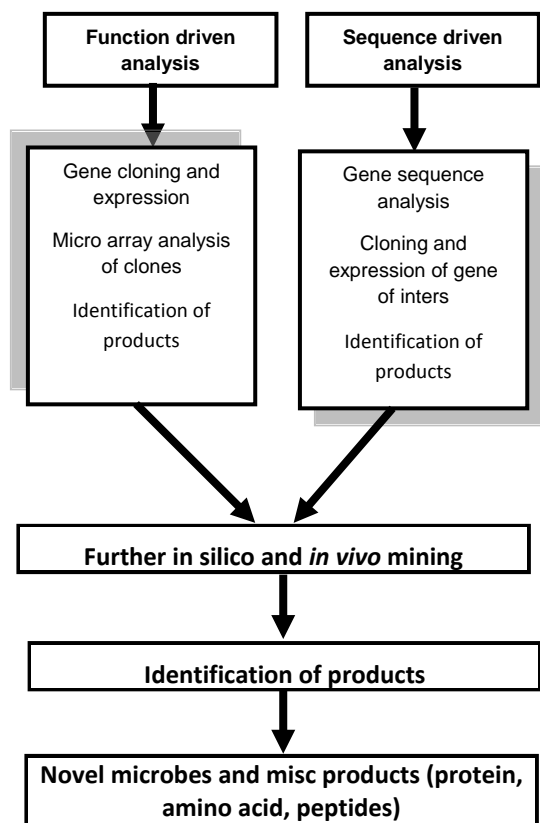 Function driven
analysis
Sequence driven
analysis
Gene cloning and
expression
Micro array analysis
of clones
Identification of
products
Gene sequence
analysis
Cloning and
expression of gene
of inters
Identification of
products
Further in silico and in vivo mining
Identification of products
Novel microbes and misc products (protein,
amino acid, peptides)